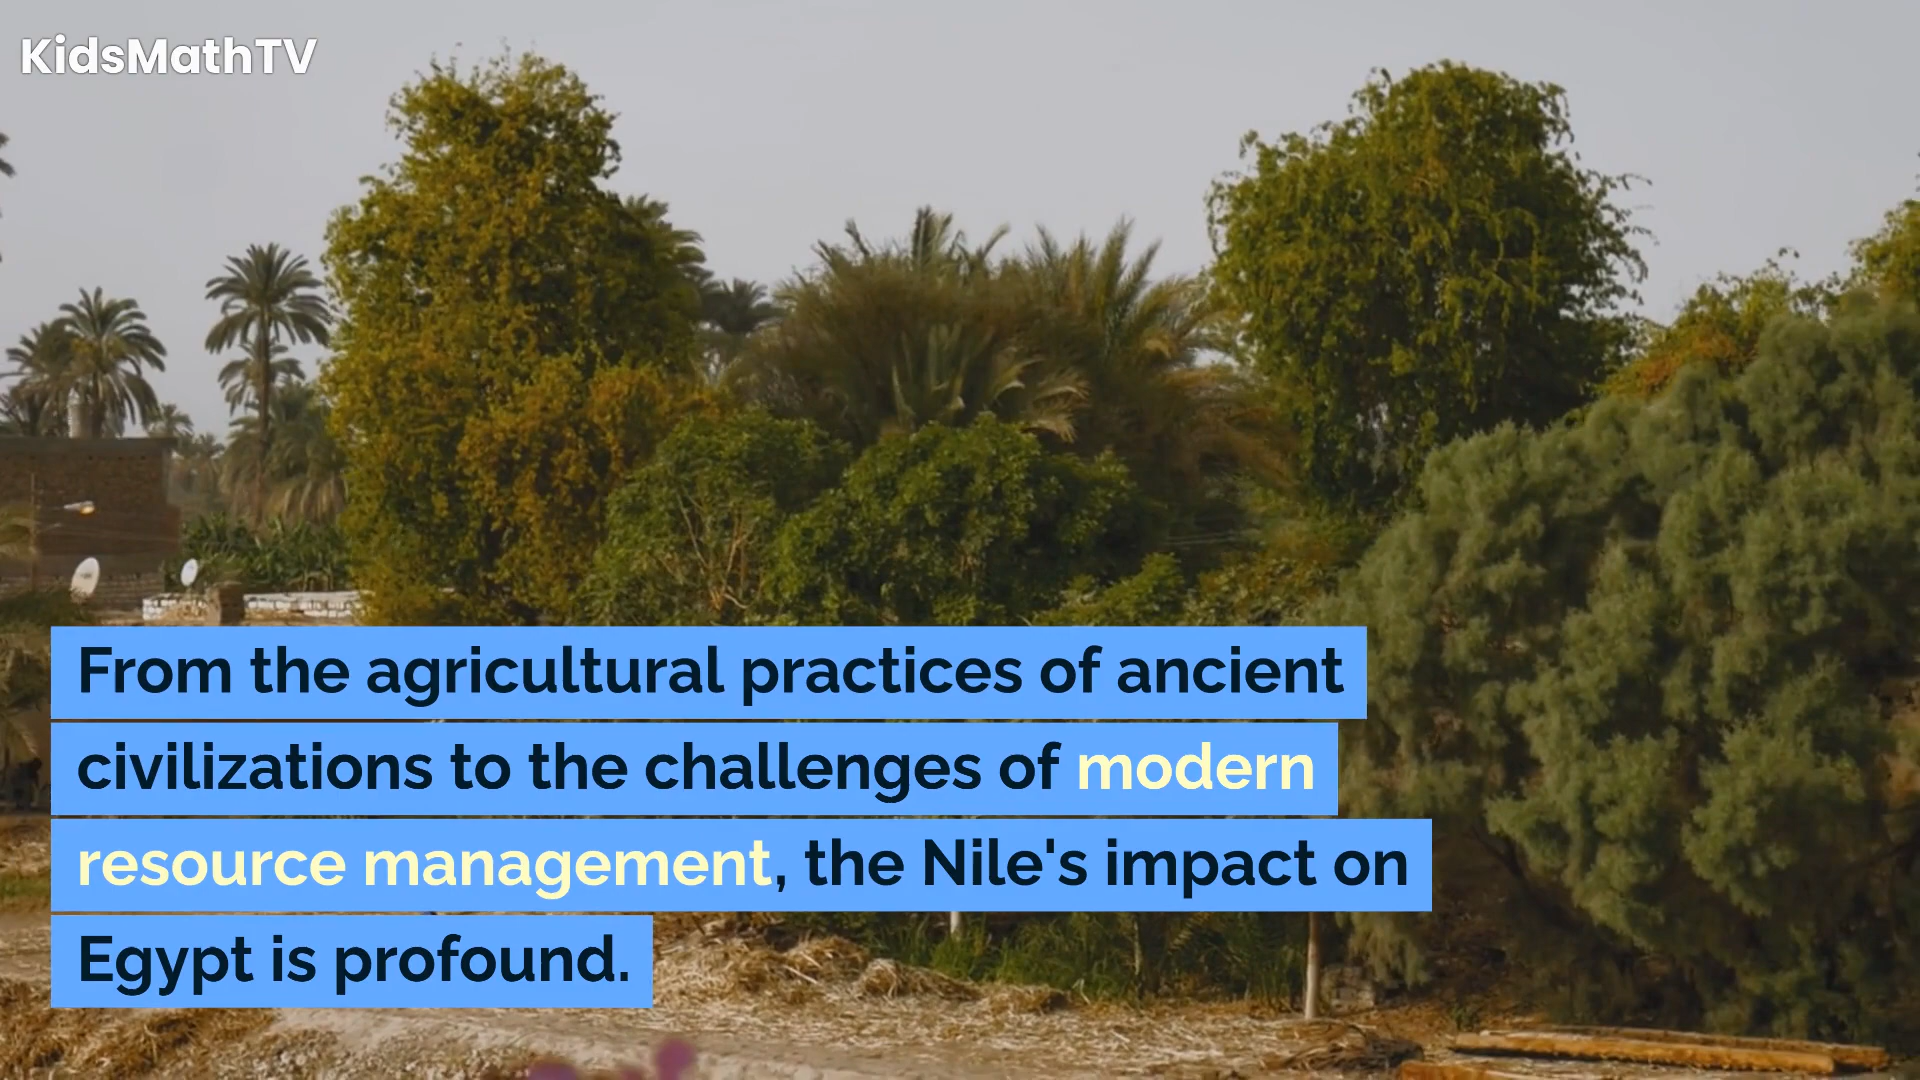 KidsMathTV
From the agricultural practices of ancient
civilizations to the challenges of modern
resource management, the Nile's impact on
Egypt is profound.